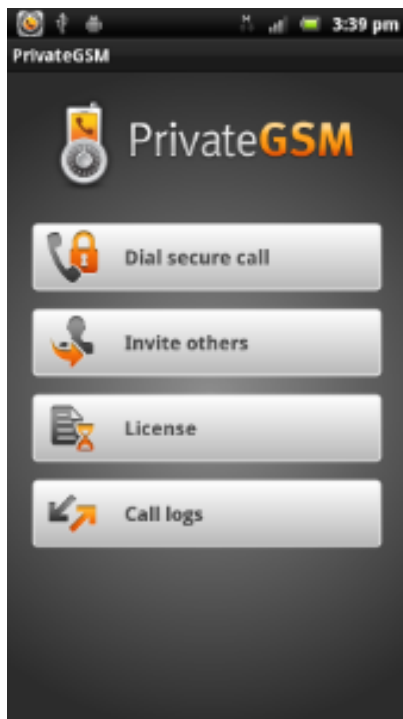 3:39 pm
PrivateGSM
PrivateGSM
Dial secure call
Invite others
License
Call logs